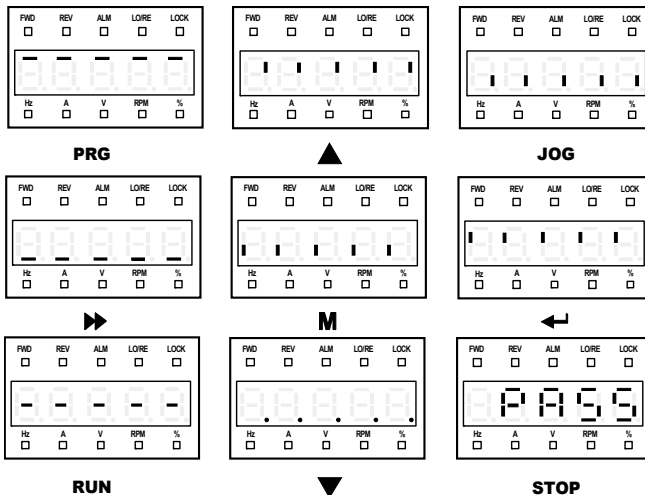 FWD REV ALM LO/RE LOCK FWD REV ALM LO/RE LOCK FWD REV ALM LO/RE LOCK
Hz A V RPM % Hz A V RPM % Hz A V RPM %
PRG ▲ JOG
FWD REV ALM LO/RE LOCK FWD REV ALM LO/RE LOCK FWD REV ALM LO/RE LOCK
Hz A V RPM % Hz A V RPM % Hz A V RPM %
M
FWD REV ALM LO/RE LOCK FWD REV ALM LO/RE LOCK FWD REV ALM LO/RE LOCK
- - - - - . . . . . PASS
Hz A V RPM % Hz A V RPM % Hz A V RPM %
RUN ▼ STOP